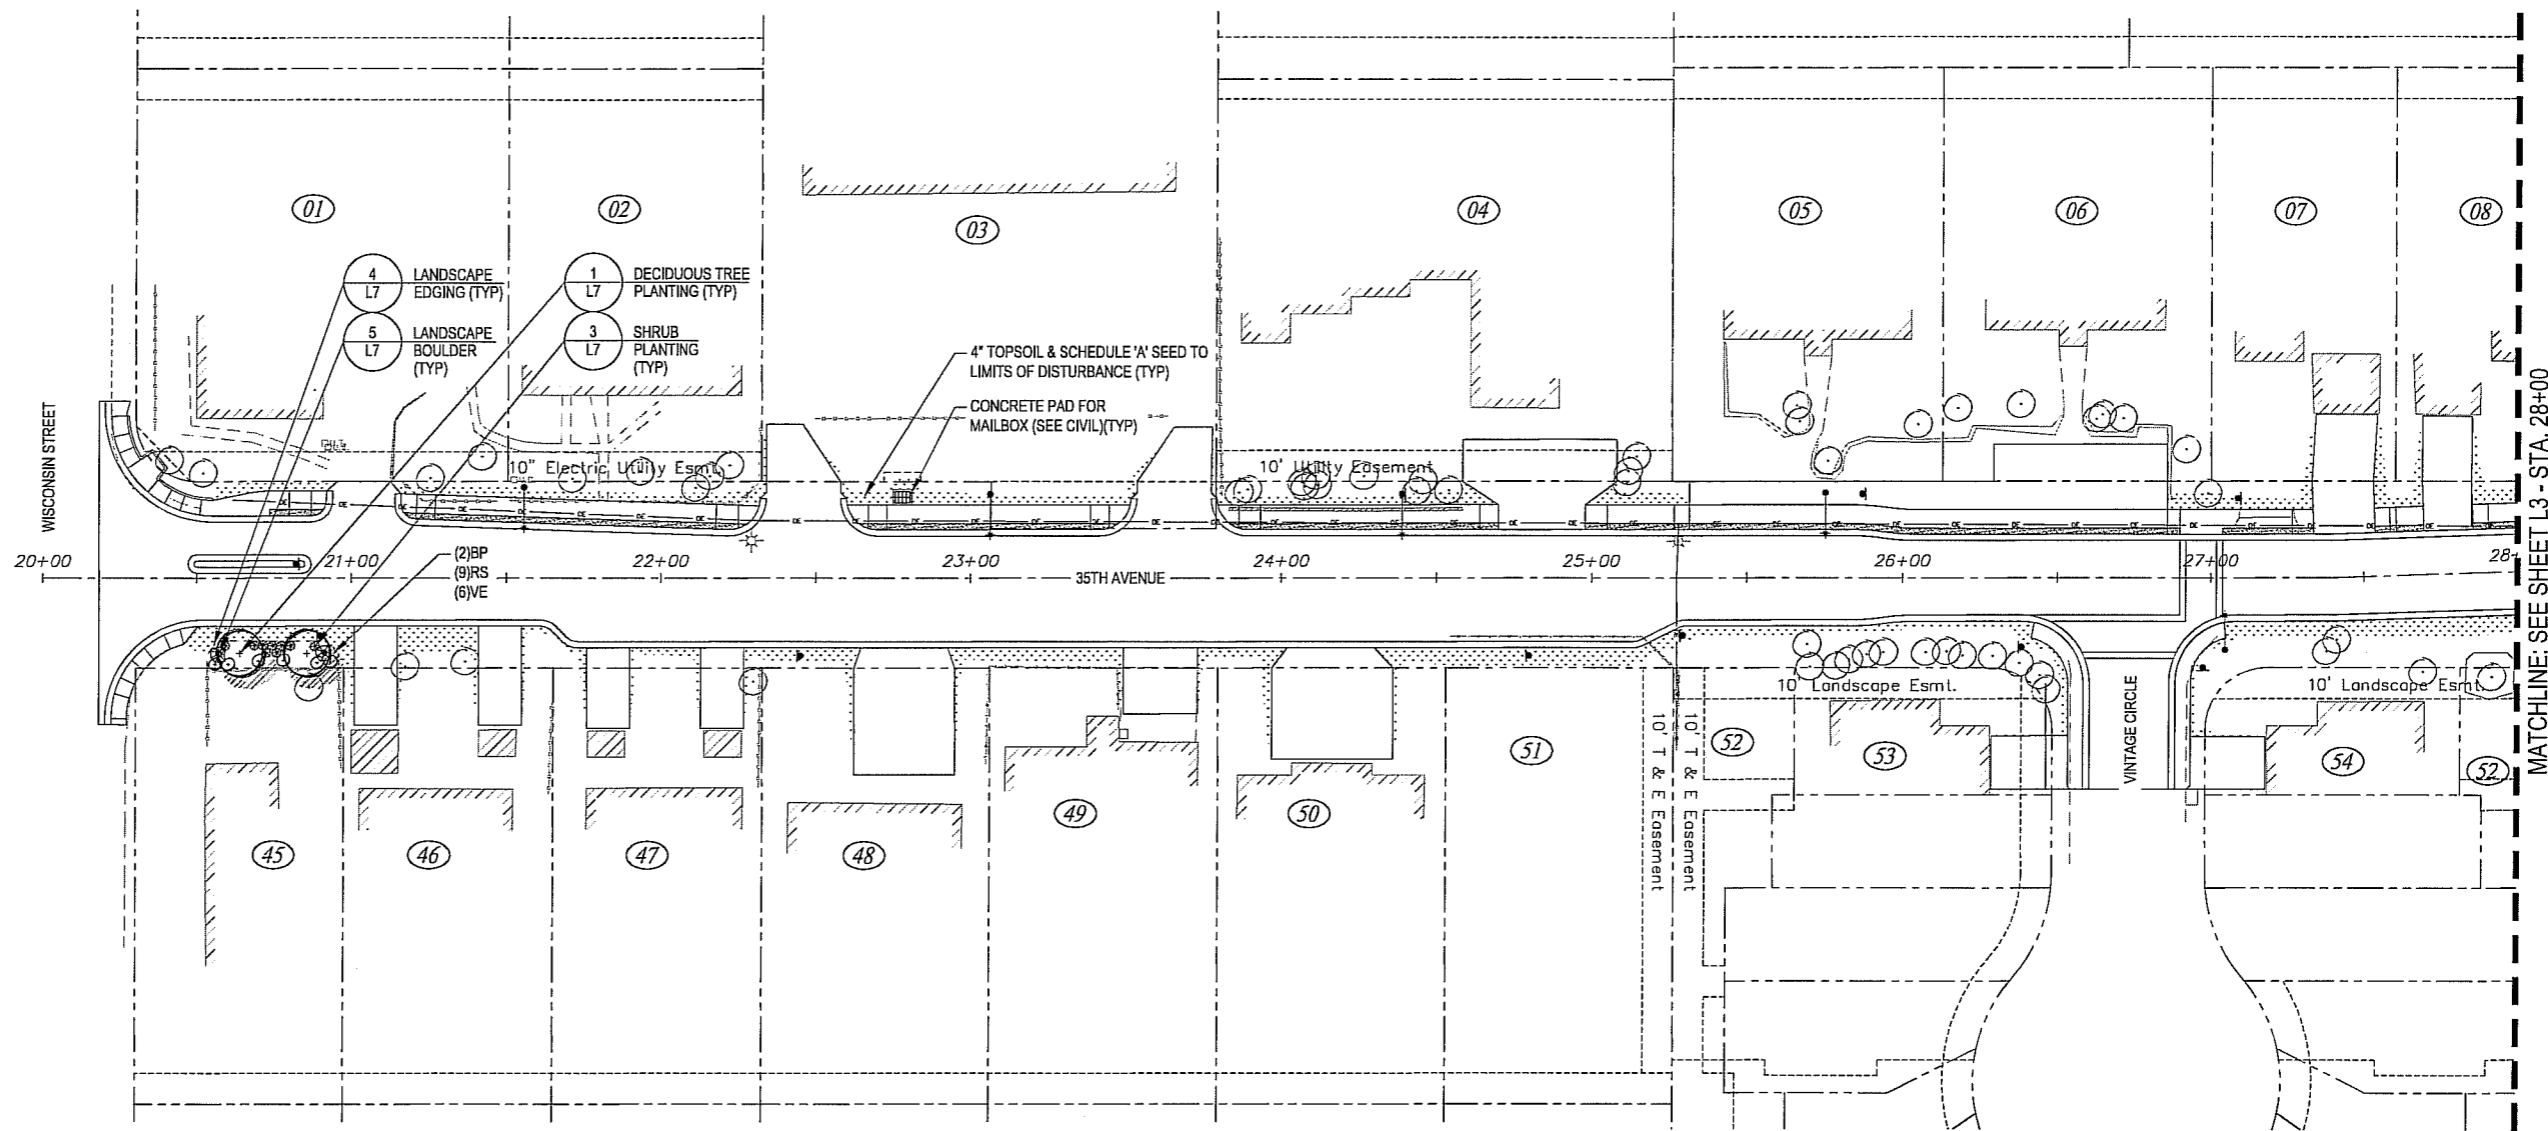 01
02
03
04
05
06
07
08
4
L7
LANDSCAPE
EDGING (TYP)
1
L7
DECIDUOUS TREE
PLANTING (TYP)
5
L7
LANDSCAPE
BOULDER
(TYP)
3
L7
SHRUB
PLANTING
(TYP)
4" TOPSOIL & SCHEDULE 'A' SEED TO
LIMITS OF DISTURBANCE (TYP)
CONCRETE PAD FOR
MAILBOX (SEE CIVIL)(TYP)
WISCONSIN STREET
10" Electric Utility Esmt.
10' Utility Easement
20+00
21+00
22+00
23+00
24+00
25+00
26+00
27+00
28+
35TH AVENUE
(2)BP
(9)RS
(6)VE
10' Landscape Esmt.
10' Landscape Esmt.
10' T & E Easement
10' T & E Easement
VINTAGE CIRCLE
45
46
47
48
49
50
51
52
53
54
52
MATCHLINE: SEE SHEET L3 - STA. 28+00